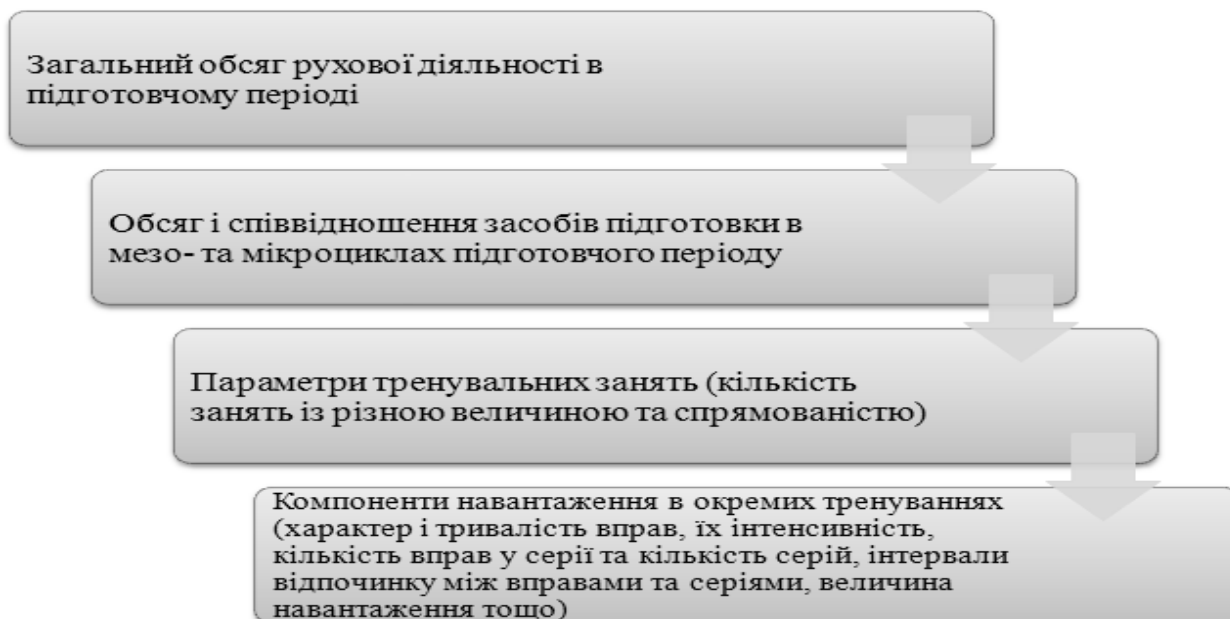 Загальний обсяг рухової діяльності в
підготовчому періоді
Обсяг і співвідношення засобів підготовки в
мезо- та мікроциклах підготовчого періоду
Параметри тренувальних занять (кількість
занять із різною величиною та спрямованістю)
Компоненти навантаження в окремих тренуваннях
(характер і тривалість вправ, їх інтенсивність,
кількість вправ у серії та кількість серій, інтервали
відпочинку між вправами та серіями, величина
навантаження тощо)